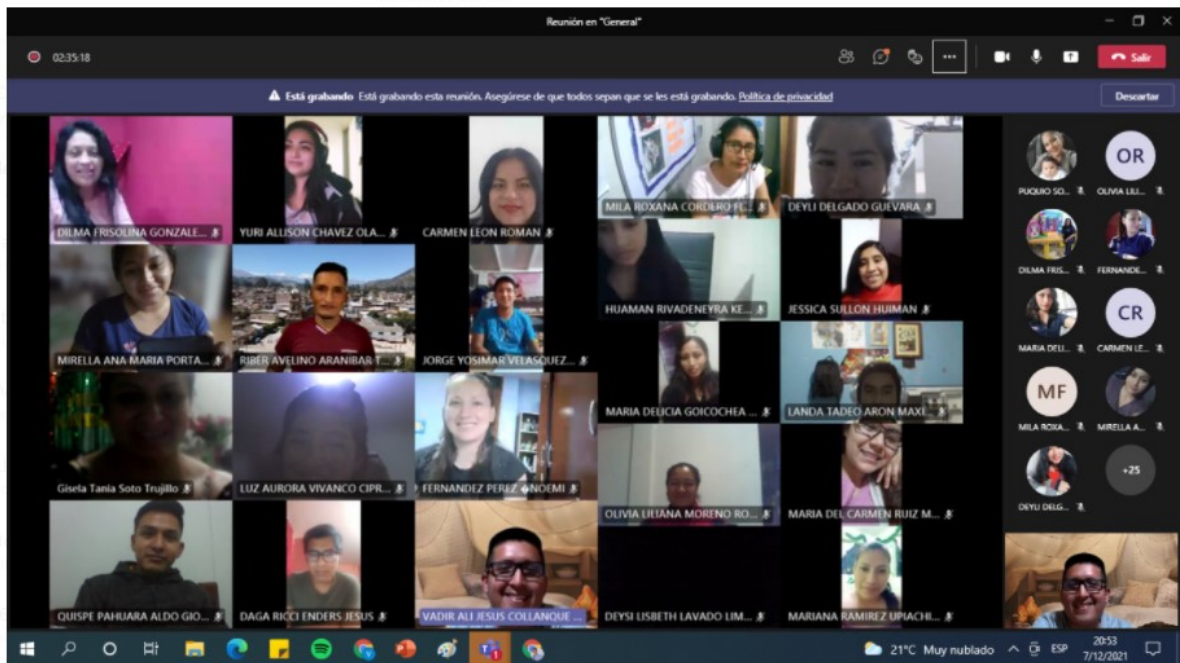 Reunión en "General"
02:35:18
Salir
Está grabando Está grabando esta reunión. Asegúrese de que todos sepan que se les está grabando. Política de privacidad
Descartar
DILMA FRISOLINA GONZALE...
YURI ALLISON CHAVEZ OLA...
CARMEN LEON ROMAN
MILA ROXANA CORDERO FE...
DEYLI DELGADO GUEVARA
MIRELLA ANA MARIA PORTA...
RIBER AVELINO ARANIBAR T...
JORGE YOSIMAR VELASQUEZ...
HUAMAN RIVADENEYRA KE...
JESSICA SULLON HUIMAN
MARIA DELICIA GOICOCHEA ...
LANDA TADEO ARON MAXI...
Gisela Tania Soto Trujillo
LUZ AURORA VIVANCO CIPR...
FERNANDEZ PEREZ �NOEMI
OLIVIA LILIANA MORENO RO...
MARIA DEL CARMEN RUIZ M...
QUISPE PAHUARA ALDO GIO...
DAGA RICCI ENDERS JESUS
VADIR ALI JESUS COLLANQUE ...
DEYSI LISBETH LAVADO LIM...
MARIANA RAMIREZ UPIACHI...
OR
PUQUIO SO...
OLIVIA LILI...
DILMA FRIS...
FERNANDE...
CR
MARIA DELI...
CARMEN LE...
MF
MILA ROXA...
MIRELLA A...
+25
DEYLI DELG...
21°C Muy nublado
ESP
20:53
7/12/2021